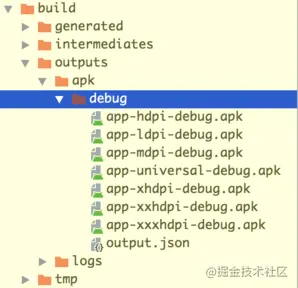 build
generated
intermediates
outputs
apk
debug
app-hdpi-debug.apk
app-ldpi-debug.apk
app-mdpi-debug.apk
app-universal-debug.apk
app-xhdpi-debug.apk
app-xxhdpi-debug.apk
app-xxxhdpi-debug.apk
output.json
logs
tmp
@掘金技术社区